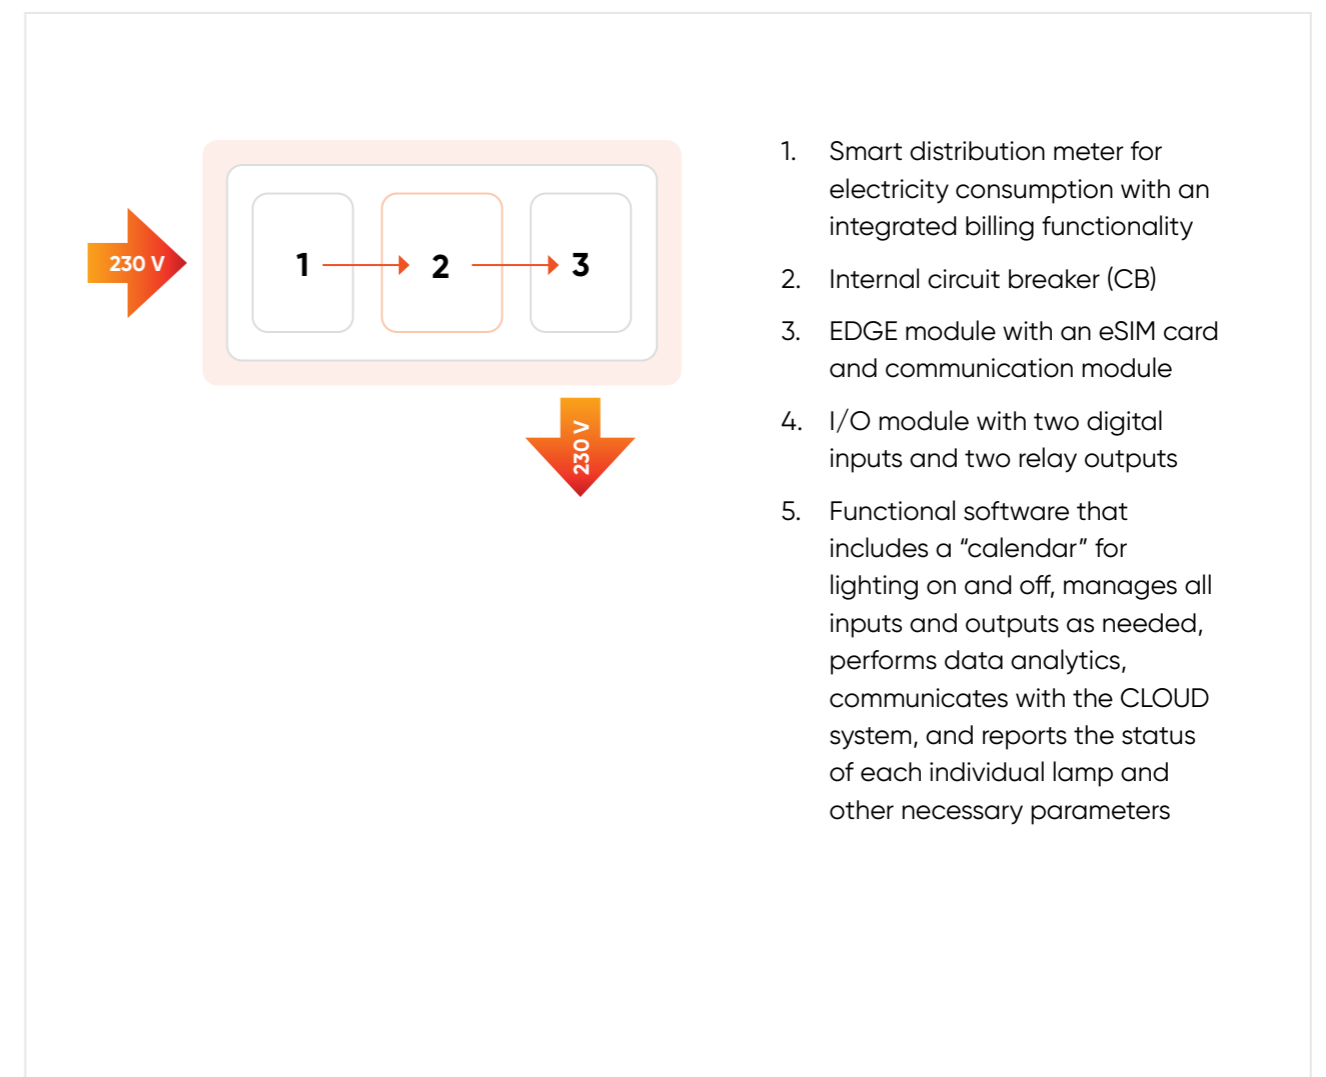 230 V
1
2
3
230 V
1. Smart distribution meter for
electricity consumption with an
integrated billing functionality
2. Internal circuit breaker (CB)
3. EDGE module with an eSIM card
and communication module
4. I/O module with two digital
inputs and two relay outputs
5. Functional software that
includes a “calendar” for
lighting on and off, manages all
inputs and outputs as needed,
performs data analytics,
communicates with the CLOUD
system, and reports the status
of each individual lamp and
other necessary parameters